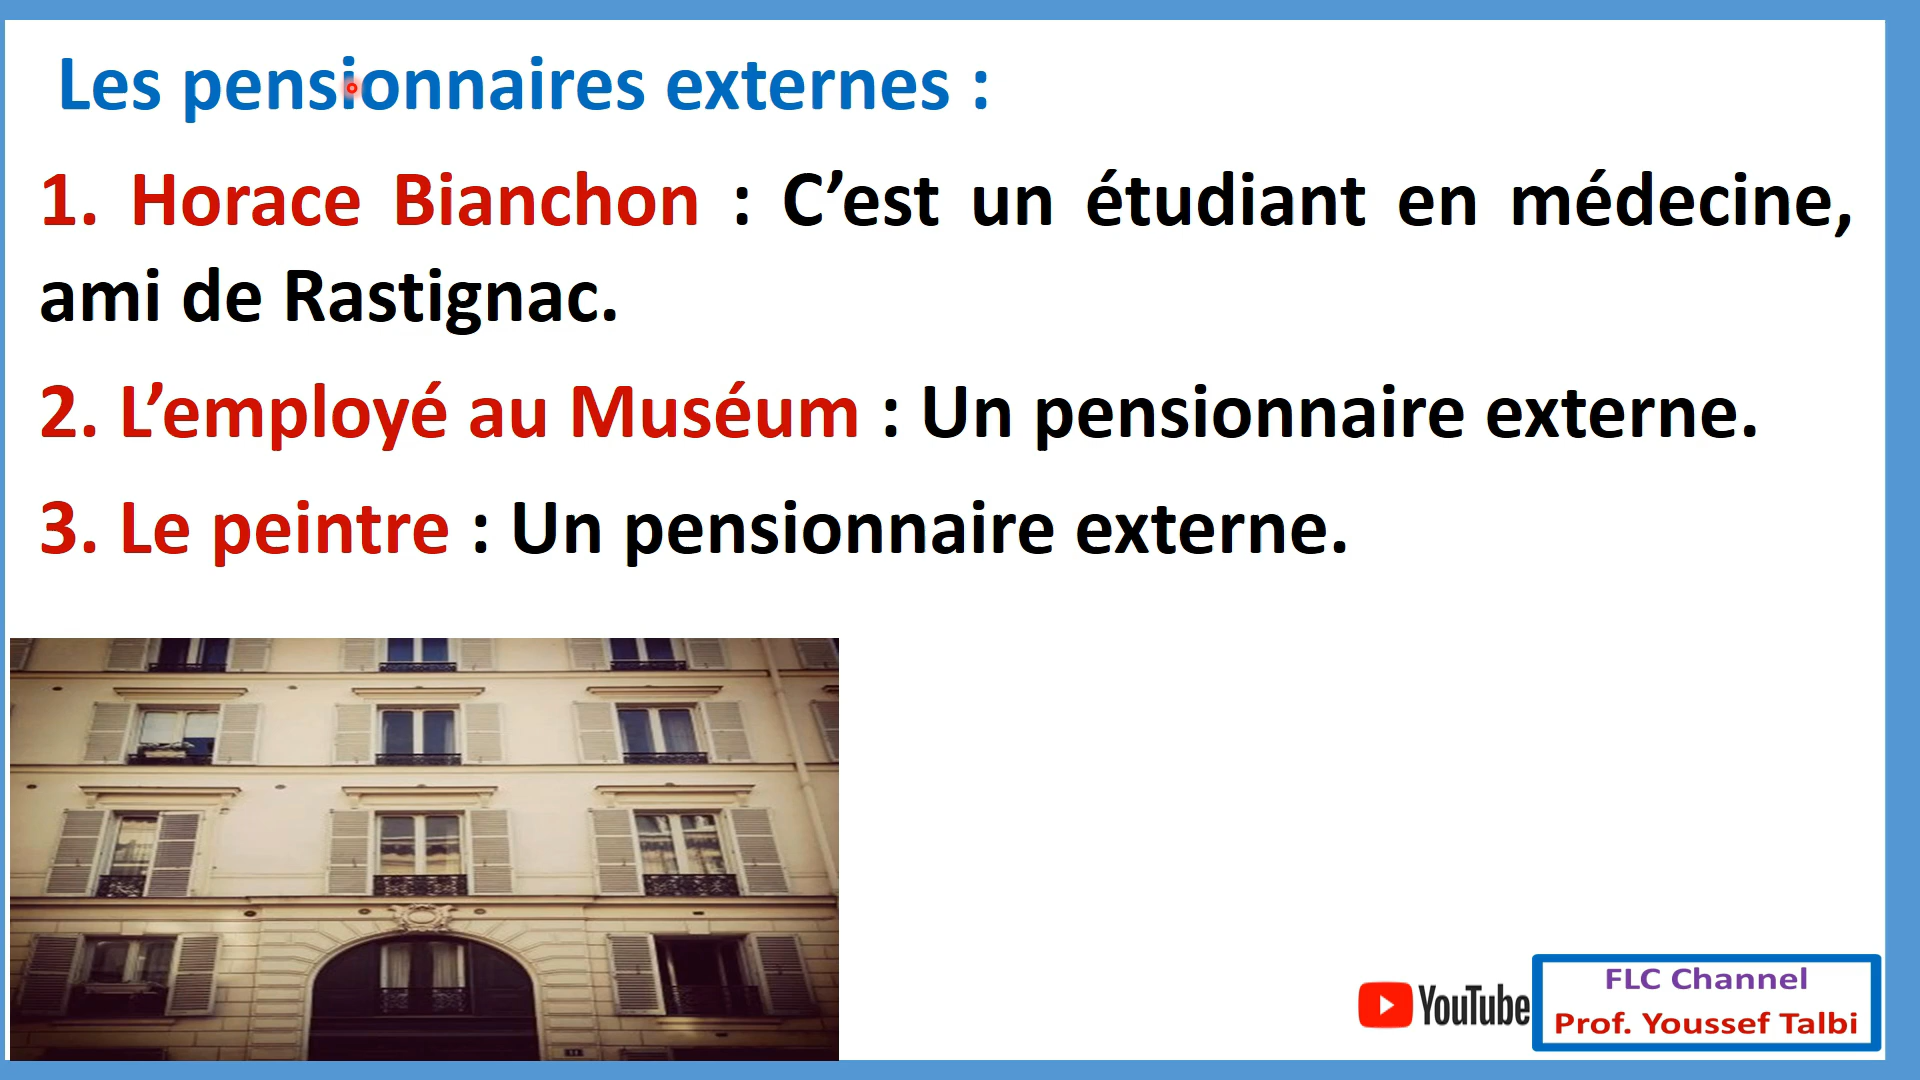 Les pensionnaires externes :
1. Horace Bianchon : C’est un étudiant en médecine,
ami de Rastignac.
2. L’employé au Muséum : Un pensionnaire externe.
3. Le peintre : Un pensionnaire externe.
YouTube
FLC Channel
Prof. Youssef Talbi